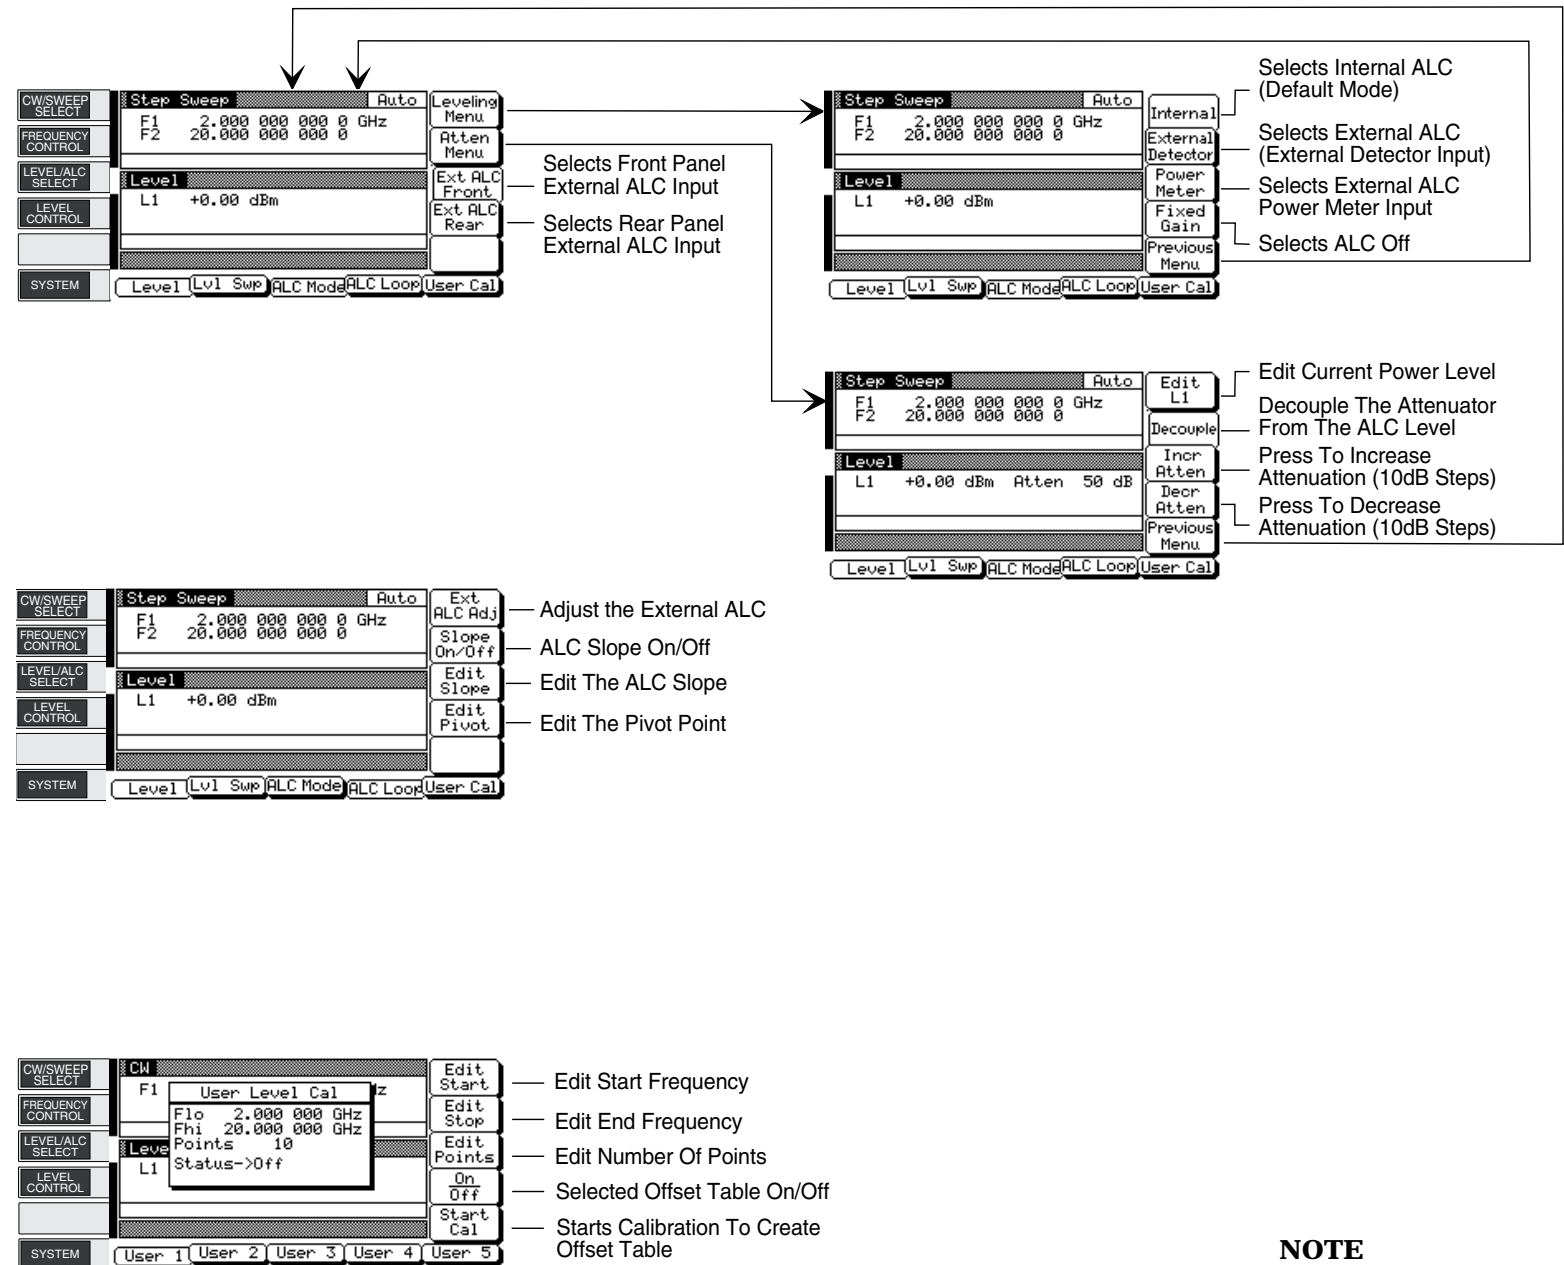 CW/SWEEP
SELECT
FREQUENCY
CONTROL
LEVEL/ALC
SELECT
LEVEL
CONTROL
SYSTEM
Step Sweep Auto
F1 2.000 000 000 0 GHz
F2 20.000 000 000 0
Level
L1 +0.00 dBm
Level Lvl Swp ALC Mode ALC Loop User Cal
Leveling
Menu
Atten
Menu
Ext ALC
Front
Ext ALC
Rear
Selects Front Panel
External ALC Input
Selects Rear Panel
External ALC Input
Step Sweep Auto
F1 2.000 000 000 0 GHz
F2 20.000 000 000 0
Level
L1 +0.00 dBm
Level Lvl Swp ALC Mode ALC Loop User Cal
Internal
External
Detector
Power
Meter
Fixed
Gain
Previous
Menu
Selects Internal ALC
(Default Mode)
Selects External ALC
(External Detector Input)
Selects External ALC
Power Meter Input
Selects ALC Off
Step Sweep Auto
F1 2.000 000 000 0 GHz
F2 20.000 000 000 0
Level
L1 +0.00 dBm Atten 50 dB
Level Lvl Swp ALC Mode ALC Loop User Cal
Edit
L1
Decouple
Incr
Atten
Decr
Atten
Previous
Menu
Edit Current Power Level
Decouple The Attenuator
From The ALC Level
Press To Increase
Attenuation (10dB Steps)
Press To Decrease
Attenuation (10dB Steps)
CW/SWEEP
SELECT
FREQUENCY
CONTROL
LEVEL/ALC
SELECT
LEVEL
CONTROL
SYSTEM
Step Sweep Auto
F1 2.000 000 000 0 GHz
F2 20.000 000 000 0
Level
L1 +0.00 dBm
Level Lvl Swp ALC Mode ALC Loop User Cal
Ext
ALC Adj
Slope
On/Off
Edit
Slope
Edit
Pivot
Adjust the External ALC
ALC Slope On/Off
Edit The ALC Slope
Edit The Pivot Point
CW/SWEEP
SELECT
FREQUENCY
CONTROL
LEVEL/ALC
SELECT
LEVEL
CONTROL
SYSTEM
CW
F1
Hz
Leve
L1
User Level Cal
Flo 2.000 000 GHz
Fhi 20.000 000 GHz
Points 10
Status->Off
User 1 User 2 User 3 User 4 User 5
Edit
Start
Edit
Stop
Edit
Points
On
Off
Start
Cal
Edit Start Frequency
Edit End Frequency
Edit Number Of Points
Selected Offset Table On/Off
Starts Calibration To Create
Offset Table
NOTE